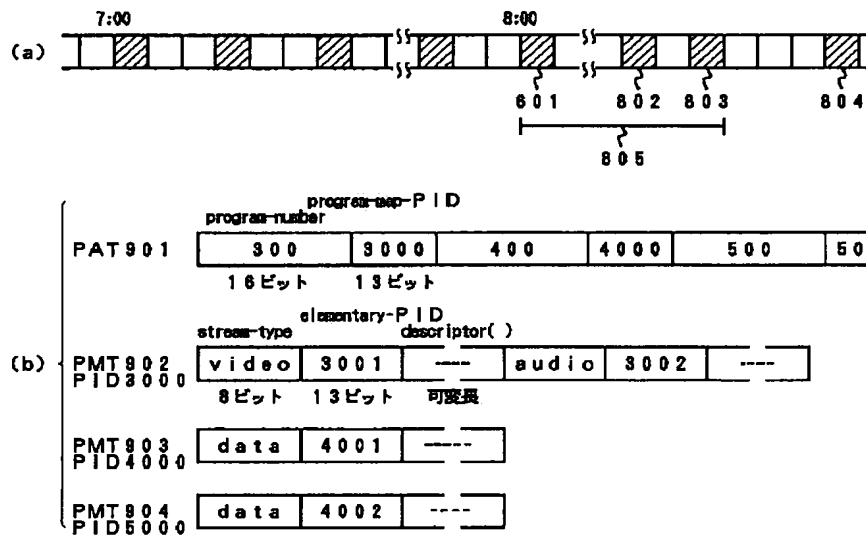 7:00 8:00
(a)
601 802 803 804
805
program-map-PID
program-number
PAT901 300 3000 400 4000 500 50
16ビット 13ビット
elementary-PID
stream-type descriptor()
(b)
PMT902 video 3001 ---- audio 3002 ----
PID3000
8ビット 13ビット 可変長
PMT903 data 4001 ----
PID4000
PMT904 data 4002 ----
PID5000